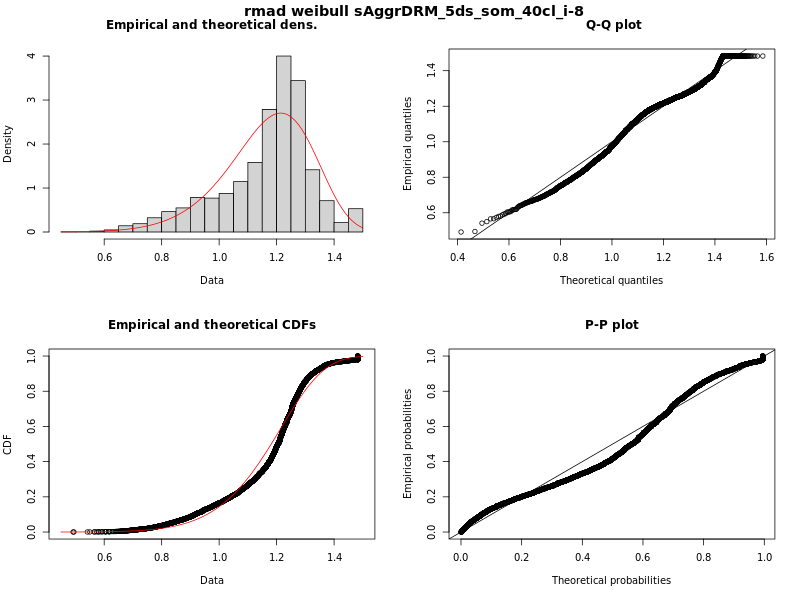 rmad weibull sAggrDRM_5ds_som_40cl_i-8
Empirical and theoretical dens.
Density
0 1 2 3 4
0.6 0.8 1.0 1.2 1.4
Data
Q-Q plot
Empirical quantiles
0.6 0.8 1.0 1.2 1.4
0.4 0.6 0.8 1.0 1.2 1.4 1.6
Theoretical quantiles
Empirical and theoretical CDFs
CDF
0.0 0.2 0.4 0.6 0.8 1.0
0.6 0.8 1.0 1.2 1.4
Data
P-P plot
Empirical probabilities
0.0 0.2 0.4 0.6 0.8 1.0
0.0 0.2 0.4 0.6 0.8 1.0
Theoretical probabilities